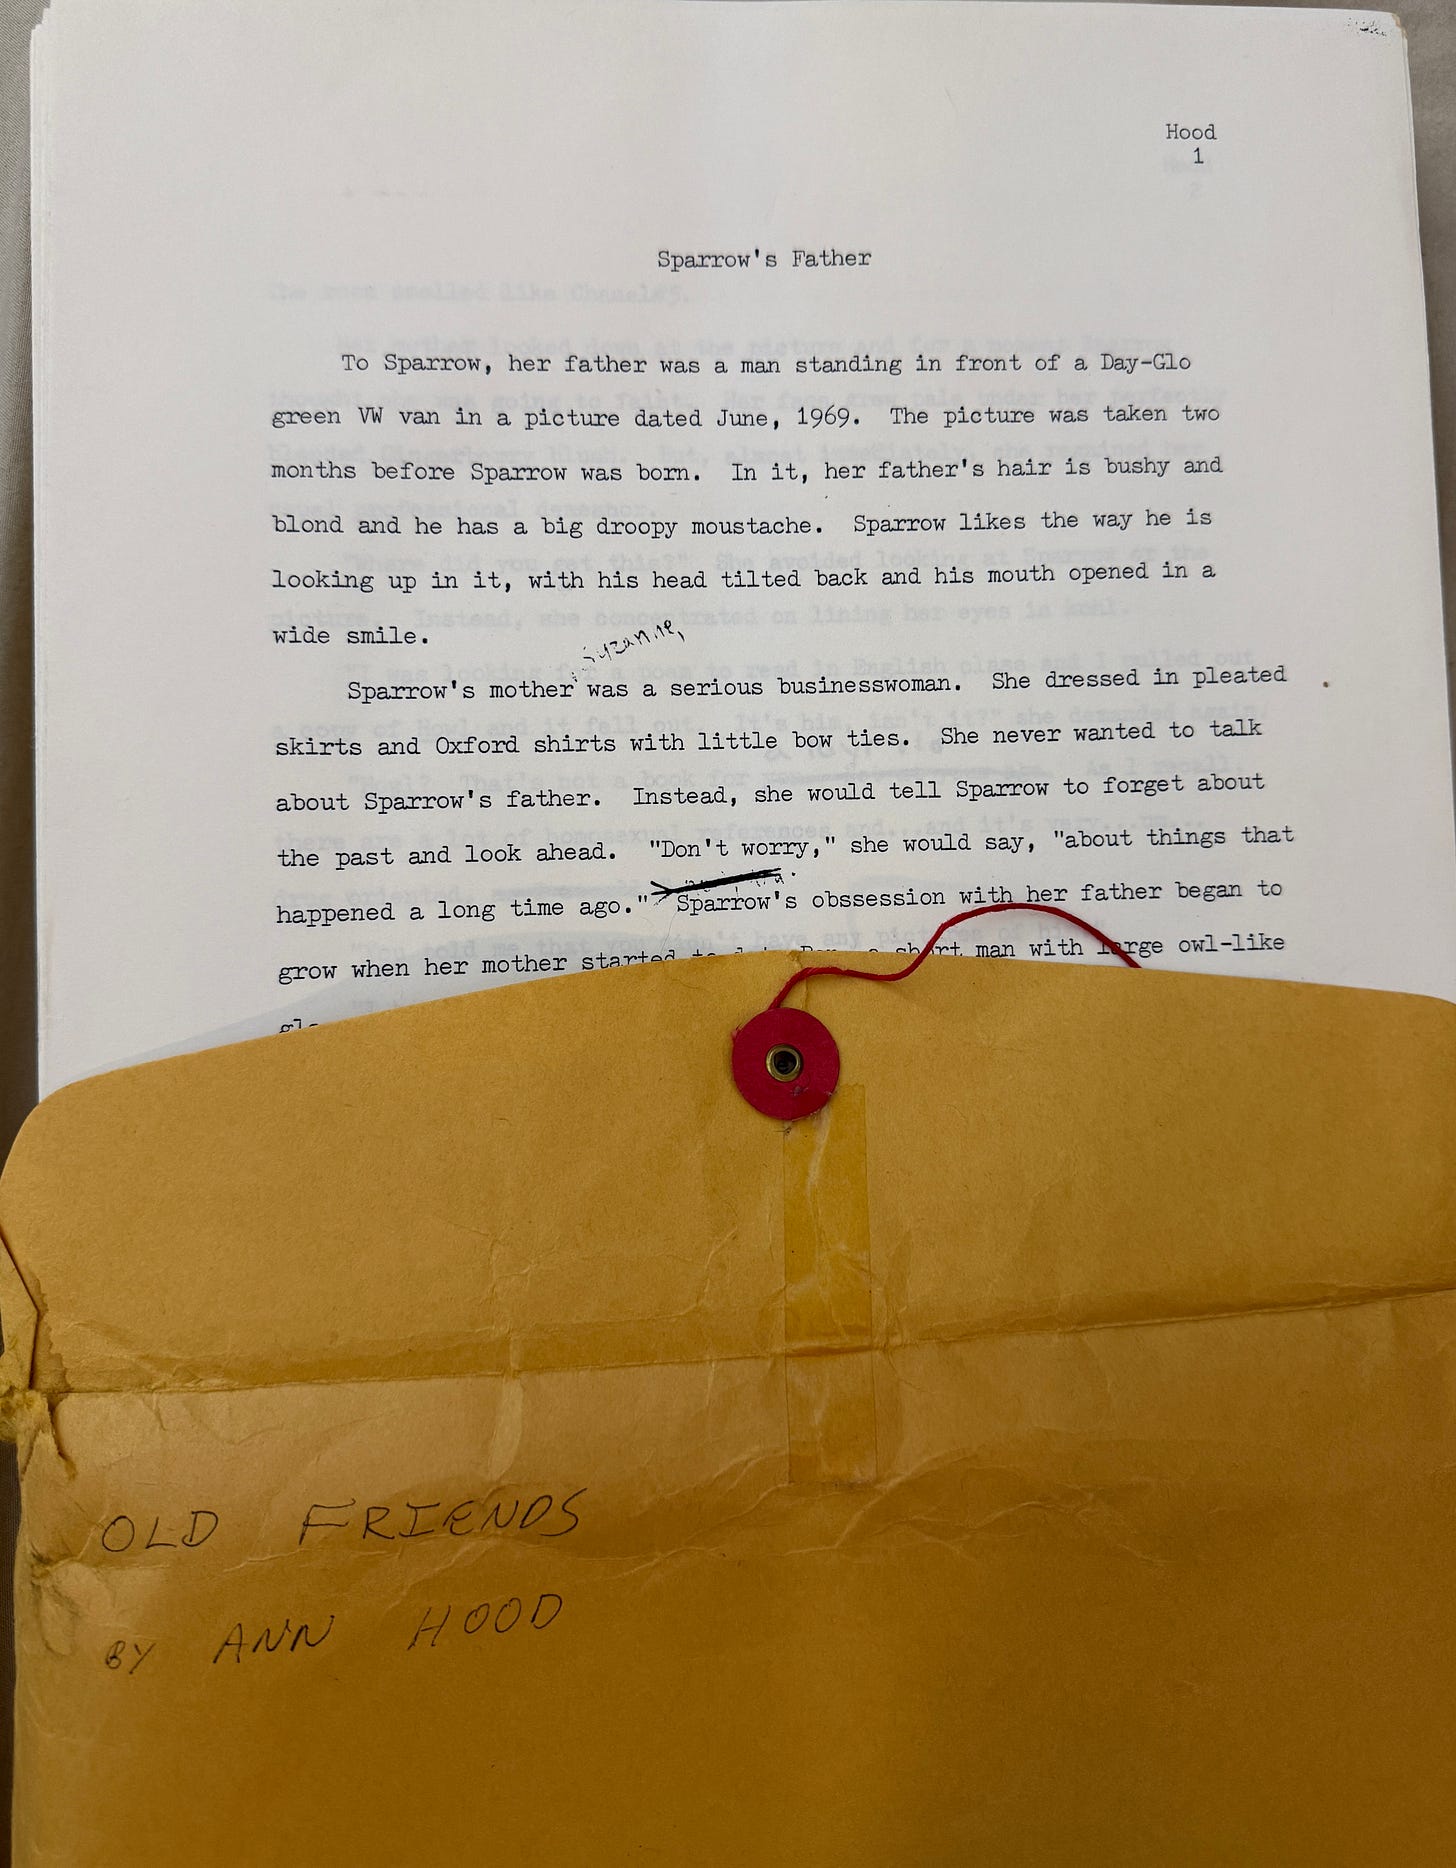 Hood
1
Sparrow's Father
To Sparrow, her father was a man standing in front of a Day-Glo
green VW van in a picture dated June, 1969. The picture was taken two
months before Sparrow was born. In it, her father's hair is bushy and
blond and he has a big droopy moustache. Sparrow likes the way he is
looking up in it, with his head tilted back and his mouth opened in a
wide smile.
Suzanne,
Sparrow's mother was a serious businesswoman. She dressed in pleated
skirts and Oxford shirts with little bow ties. She never wanted to talk
about Sparrow's father. Instead, she would tell Sparrow to forget about
the past and look ahead. "Don't worry," she would say, "about things that
happened a long time ago." Sparrow's obssession with her father began to
grow when her mother started a short man with large owl-like
OLD FRIENDS
BY ANN HOOD